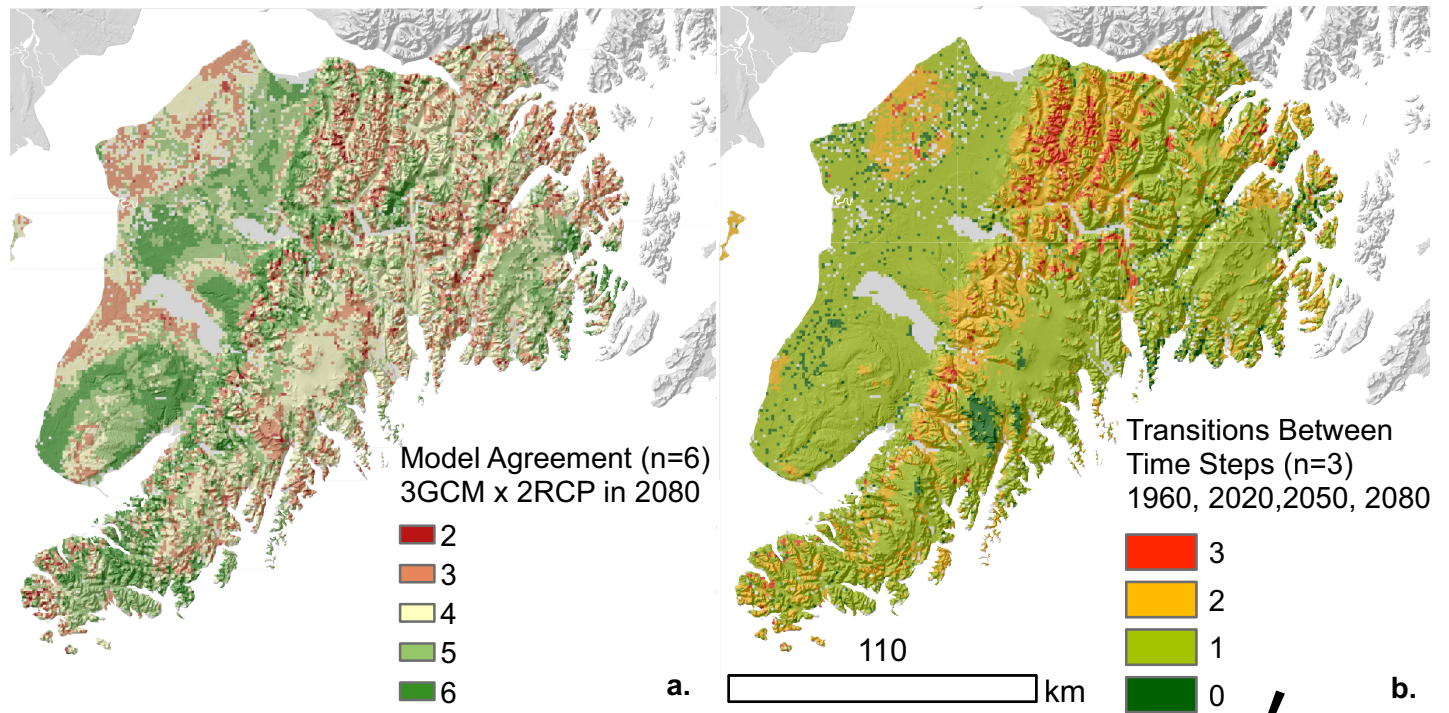 Model Agreement (n=6)
3GCM x 2RCP in 2080
2
3
4
5
6
a.
Transitions Between
Time Steps (n=3)
1960, 2020,2050, 2080
3
2
1
0
110
km
b.